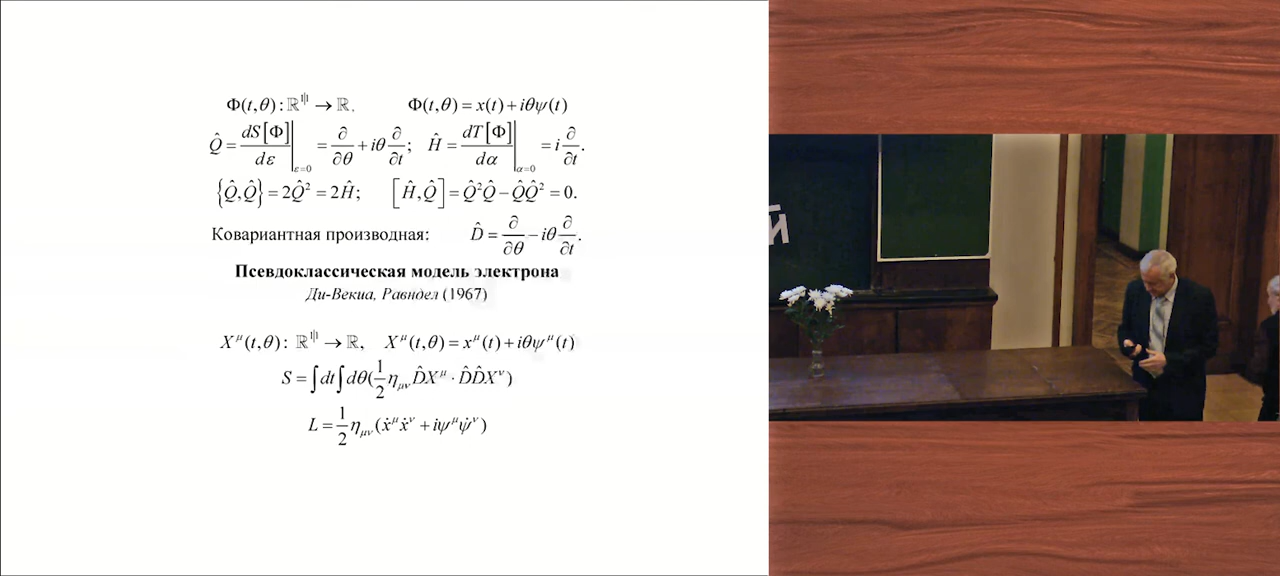 Φ(t,θ): ℝ^{1|1} → ℝ. Φ(t,θ) = x(t) + iθψ(t)
Q̂ = dS[Φ]/dε |_{ε=0} = ∂/∂θ + iθ ∂/∂t; Ĥ = dT[Φ]/dα |_{α=0} = i ∂/∂t.
{Q̂,Q̂} = 2Q̂² = 2Ĥ; [Ĥ,Q̂] = Q̂²Q̂ − Q̂Q̂² = 0.
Ковариантная производная: D̂ = ∂/∂θ − iθ ∂/∂t.
Псевдоклассическая модель электрона
Ди-Векиа, Равндел (1967)
X^μ(t,θ): ℝ^{1|1} → ℝ, X^μ(t,θ) = x^μ(t) + iθψ^μ(t)
S = ∫dt∫dθ(1/2 η_{μν} D̂X^μ · D̂D̂X^ν)
L = 1/2 η_{μν}(ẋ^μẋ^ν + iψ^μψ̇^ν)
й